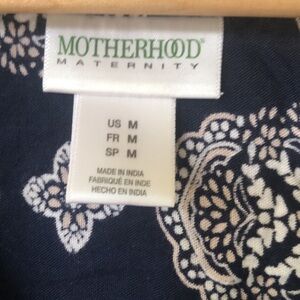 MOTHERHOOD®
MATERNITY
US M
FR M
SP M
MADE IN INDIA
FABRIQUÉ EN INDE
HECHO EN INDIA